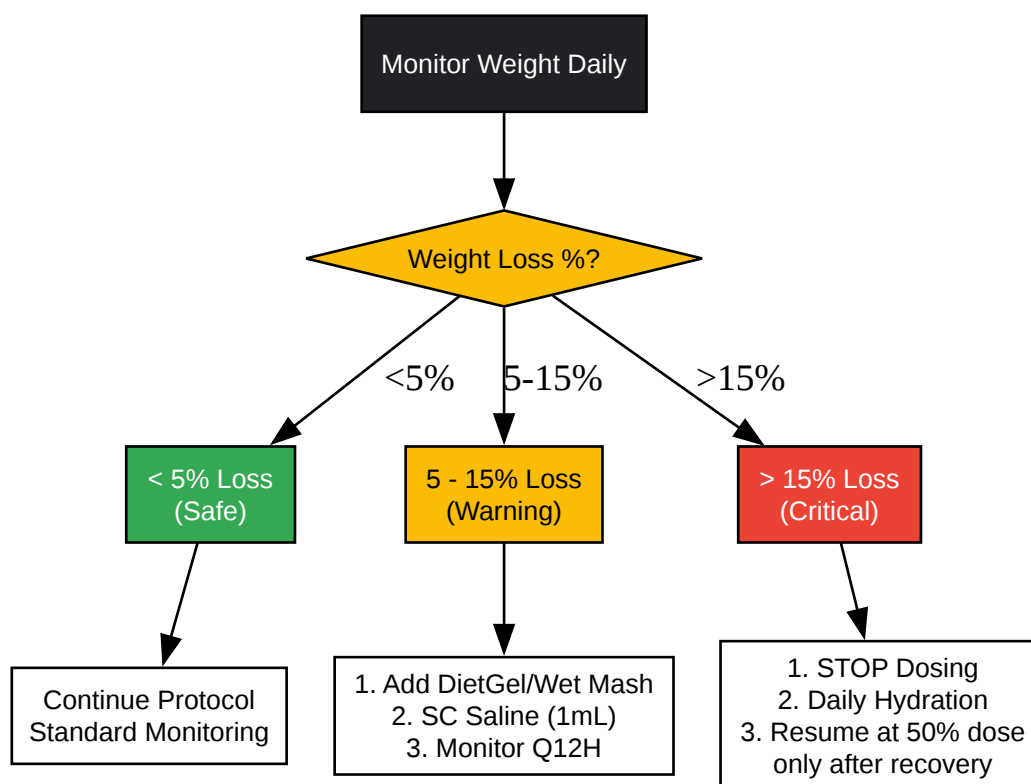 Monitor Weight Daily
Weight Loss %?
<5%
5-15%
>15%
< 5% Loss
(Safe)
5 - 15% Loss
(Warning)
> 15% Loss
(Critical)
Continue Protocol
Standard Monitoring
1. Add DietGel/Wet Mash
2. SC Saline (1mL)
3. Monitor Q12H
1. STOP Dosing
2. Daily Hydration
3. Resume at 50% dose
only after recovery